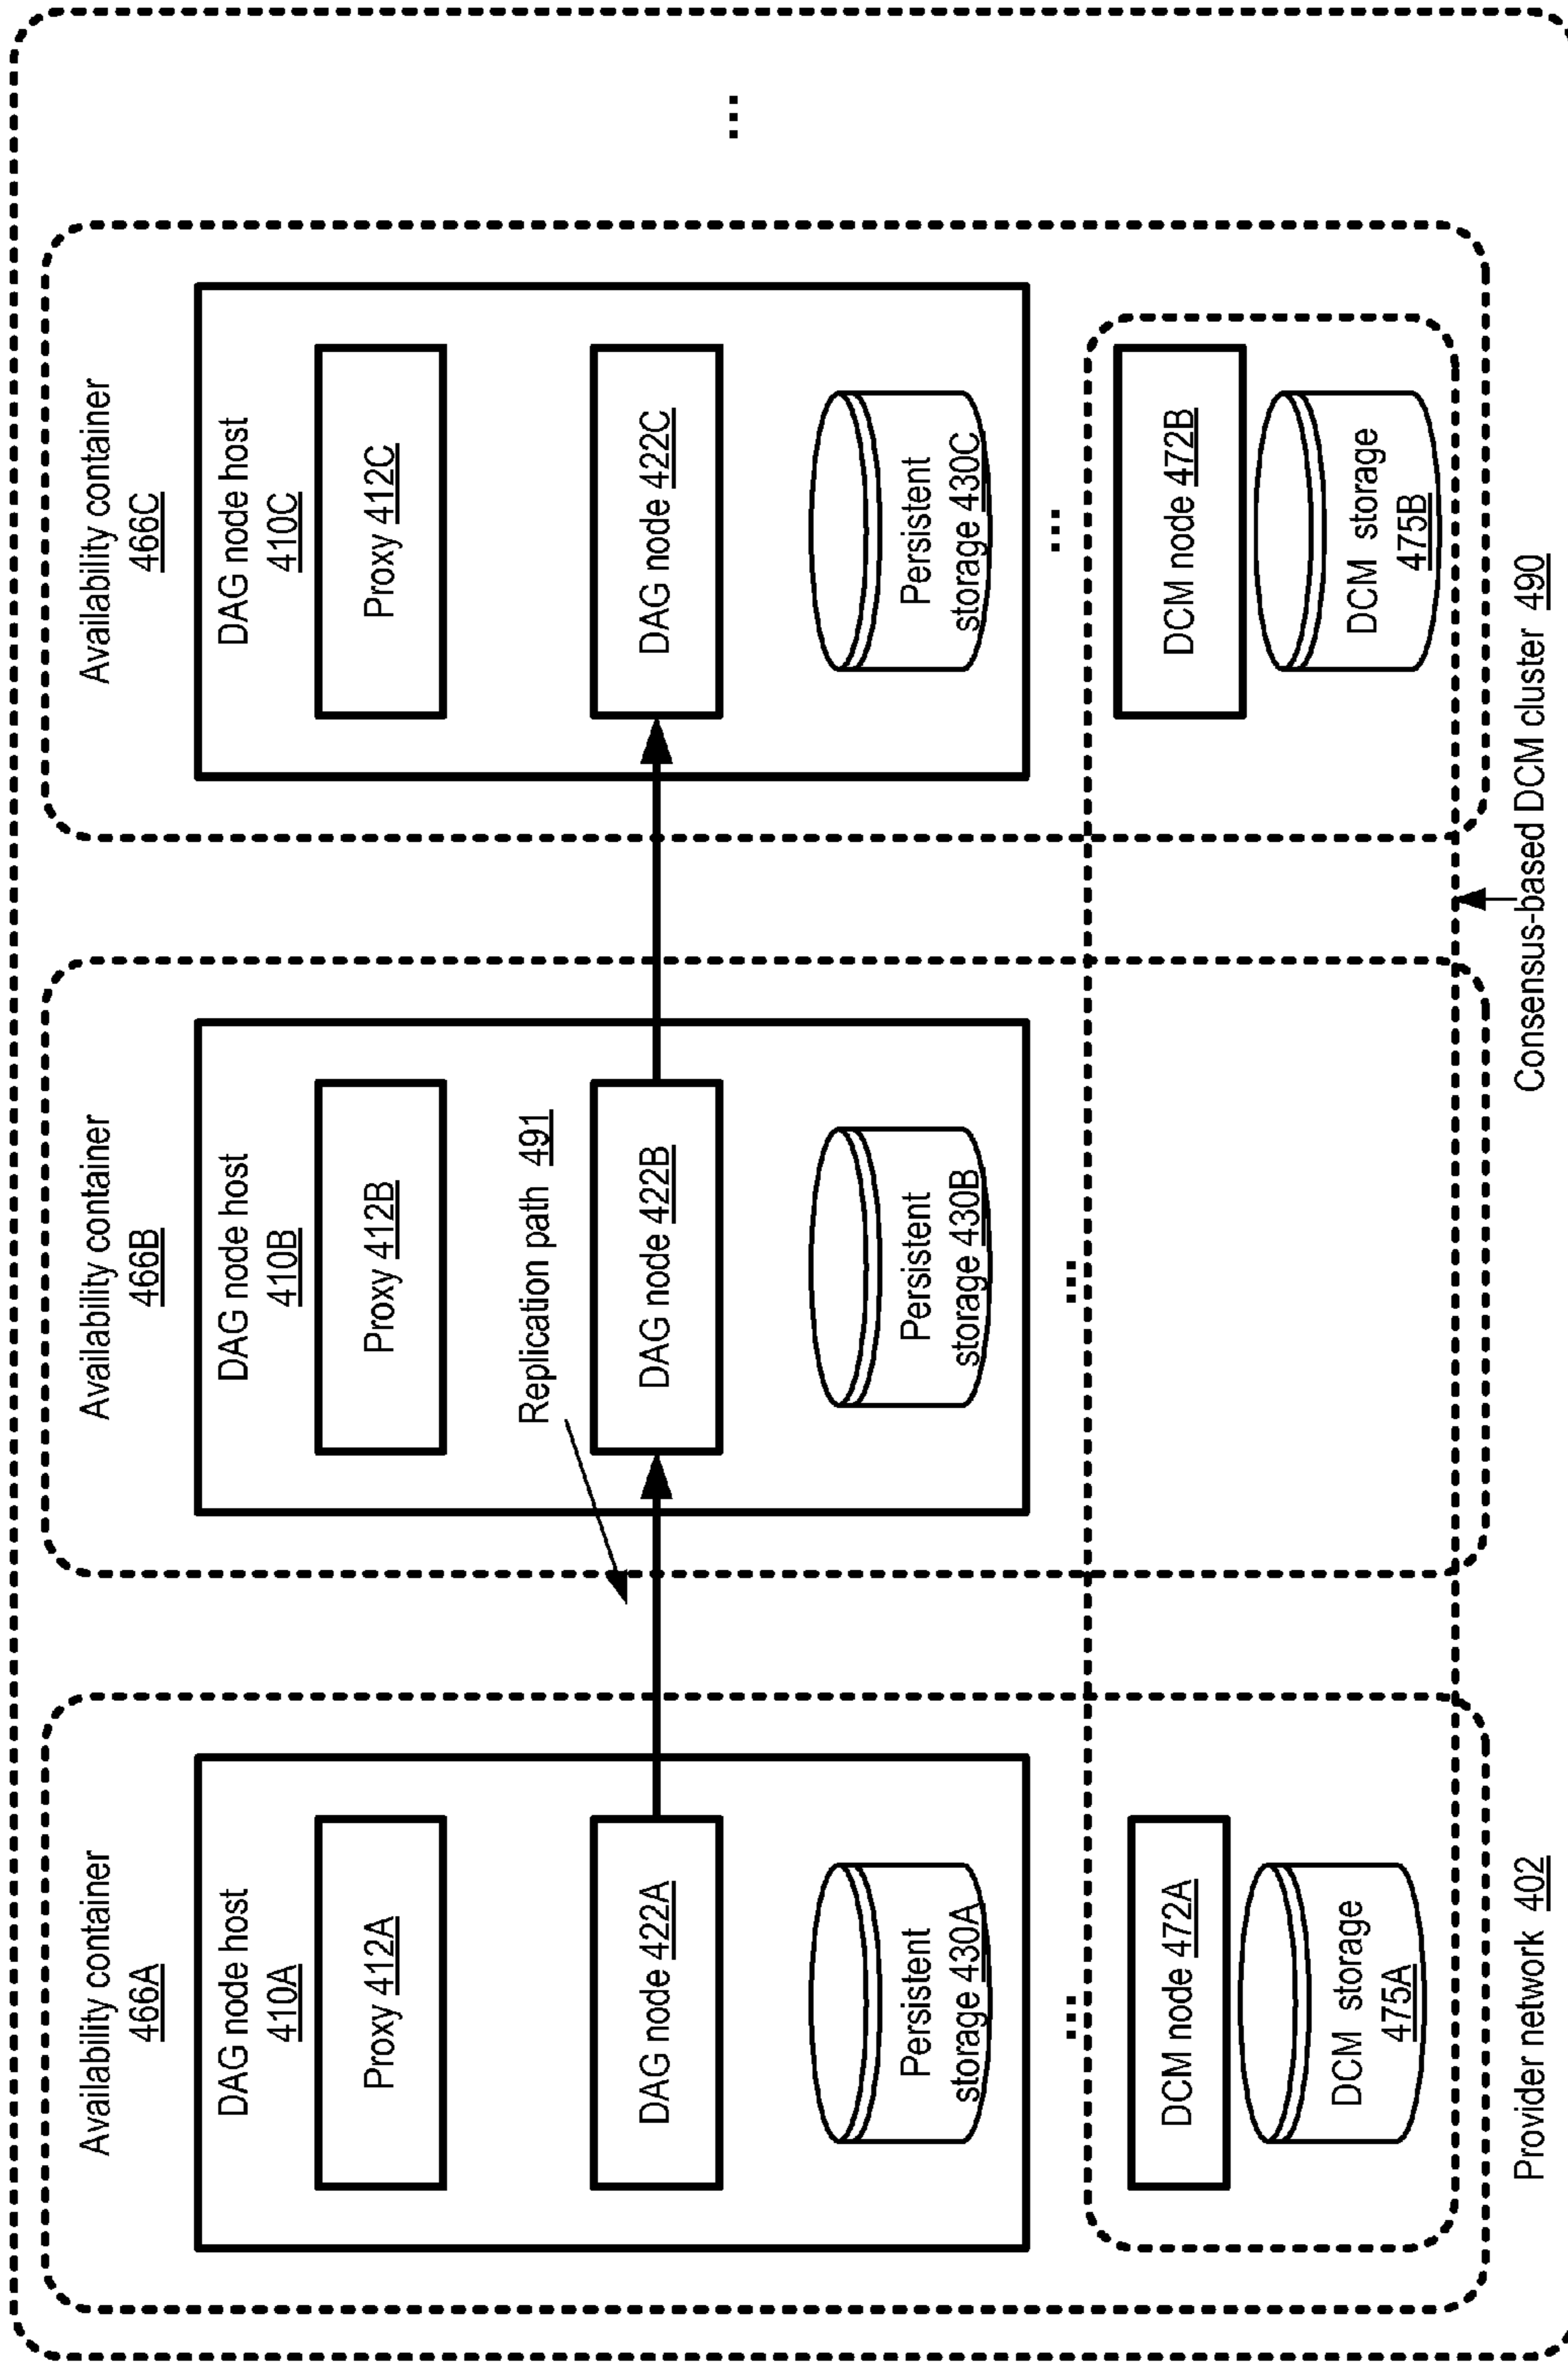 Availability container
466A
DAG node host
410A
Proxy 412A
DAG node 422A
Persistent
storage 430A
...
DCM node 472A
DCM storage
475A
Availability container
466B
DAG node host
410B
Proxy 412B
Replication path 491
DAG node 422B
Persistent
storage 430B
...
Availability container
466C
DAG node host
410C
Proxy 412C
DAG node 422C
Persistent
storage 430C
...
DCM node 472B
DCM storage
475B
...
Provider network 402
Consensus-based DCM cluster 490